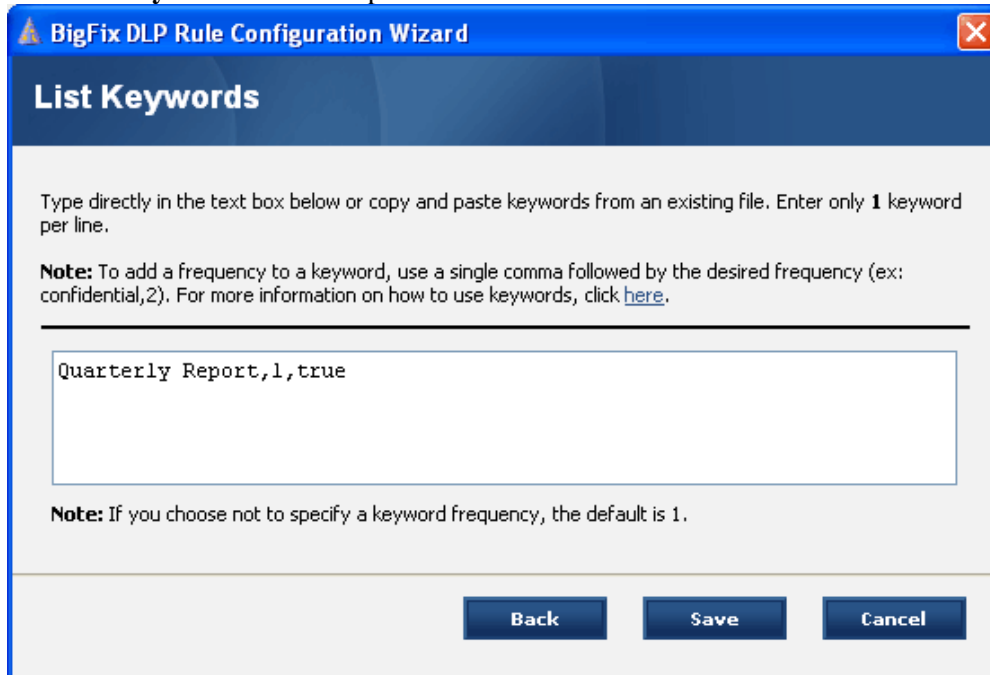 BigFix DLP Rule Configuration Wizard
List Keywords
Type directly in the text box below or copy and paste keywords from an existing file. Enter only 1 keyword
per line.
Note: To add a frequency to a keyword, use a single comma followed by the desired frequency (ex:
confidential,2). For more information on how to use keywords, click here.
Quarterly Report,1,true
Note: If you choose not to specify a keyword frequency, the default is 1.
Back Save Cancel